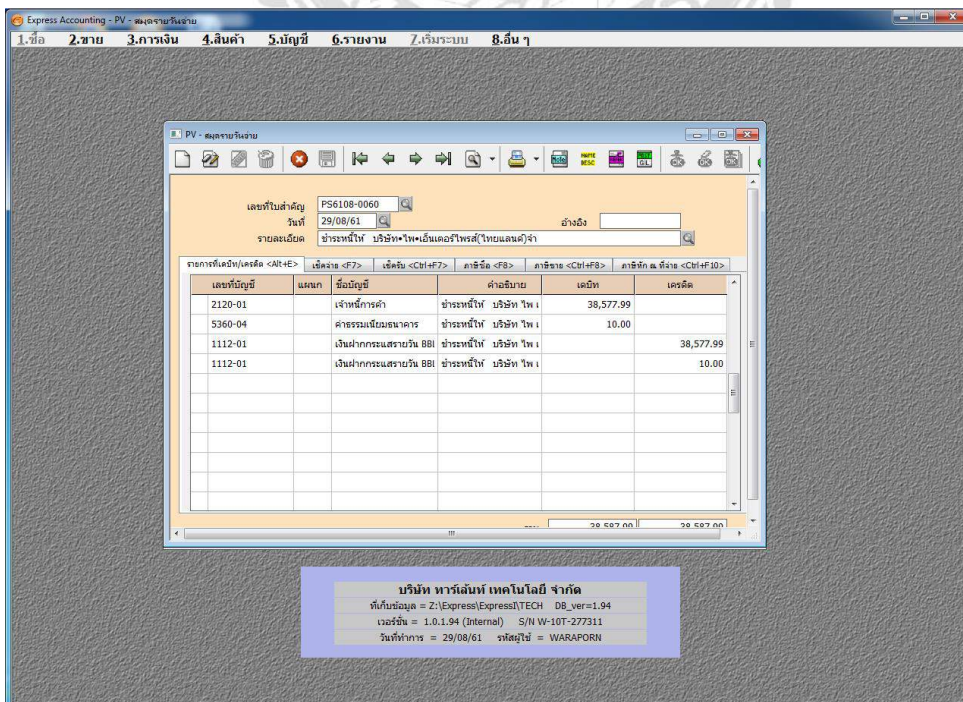 Express Accounting - PV - สมุดรายวันจ่าย
1.ซื้อ 2.ขาย 3.การเงิน 4.สินค้า 5.บัญชี 6.รายงาน 7.เริ่มระบบ 8.อื่น ๆ
PV - สมุดรายวันจ่าย
เลขที่ใบสำคัญ PS6108-0060
วันที่ 29/08/61 อ้างอิง
รายละเอียด ชำระหนี้ให้ บริษัท•ไพ•เอ็นเตอร์ไพรส์(ไทยแลนด์)จำ
รายการที่เดบิท/เครดิต <Alt+E> เช็คจ่าย <F7> เช็ครับ <Ctrl+F7> ภาษีซื้อ <F8> ภาษีขาย <Ctrl+F8> ภาษีหัก ณ ที่จ่าย <Ctrl+F10>
เลขที่บัญชี แผนก ชื่อบัญชี คำอธิบาย เดบิท เครดิต
2120-01 เจ้าหนี้การค้า ชำระหนี้ให้ บริษัท ไพ เ 38,577.99
5360-04 ค่าธรรมเนียมธนาคาร ชำระหนี้ให้ บริษัท ไพ เ 10.00
1112-01 เงินฝากกระแสรายวัน BBL ชำระหนี้ให้ บริษัท ไพ เ 38,577.99
1112-01 เงินฝากกระแสรายวัน BBL ชำระหนี้ให้ บริษัท ไพ เ 10.00
38,587.99 38,587.99
บริษัท ทาร์เล้นท์ เทคโนโลยี จำกัด
ที่เก็บข้อมูล = Z:\Express\ExpressI\TECH DB_ver=1.94
เวอร์ชั่น = 1.0.1.94 (Internal) S/N W-10T-277311
วันที่ทำการ = 29/08/61 รหัสผู้ใช้ = WARAPORN